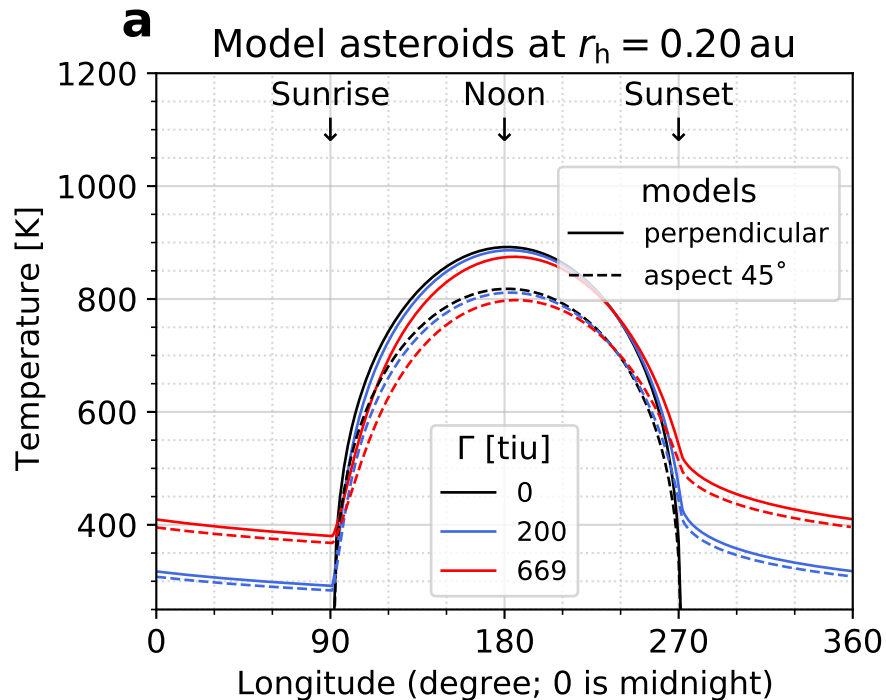 a
Model asteroids at r_h = 0.20 au
Sunrise Noon Sunset
↓ ↓ ↓
models
perpendicular
aspect 45°
Γ [tiu]
0
200
669
Temperature [K]
1200
1000
800
600
400
0 90 180 270 360
Longitude (degree; 0 is midnight)